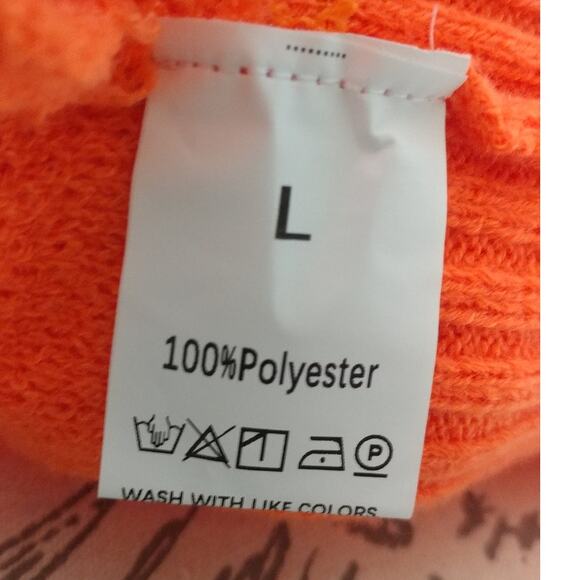 L
100%Polyester
P
WASH WITH LIKE COLORS